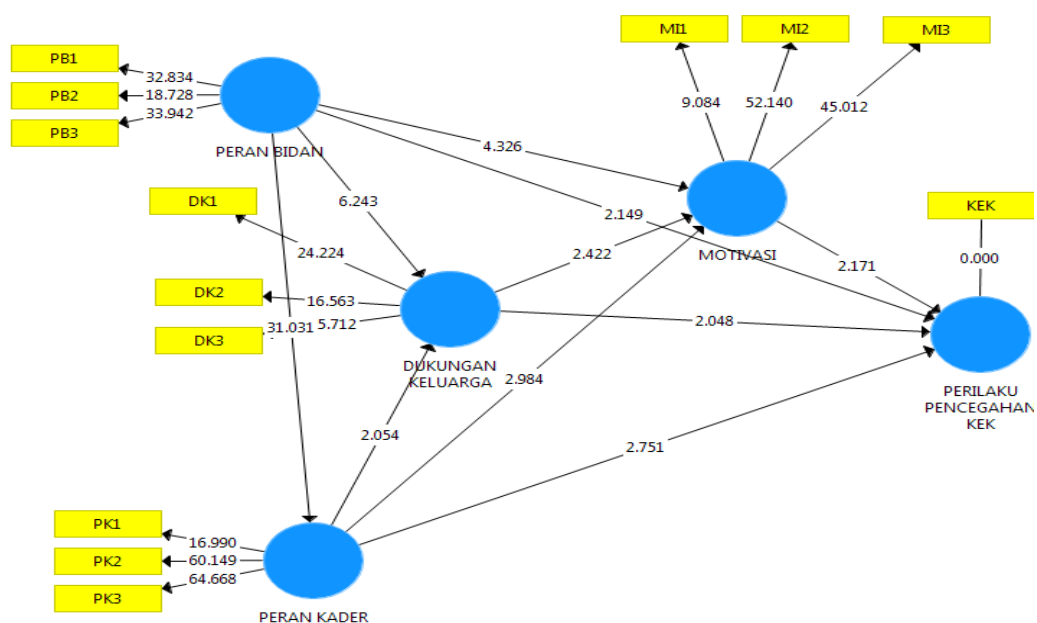 MI1
MI2
MI3
PB1
32.834
PB2
18.728
PB3
33.942
PERAN BIDAN
9.084
52.140
45.012
4.326
DK1
6.243
2.149
KEK
24.224
2.422
MOTIVASI
2.171
0.000
DK2
16.563
DK3
31.031
5.712
2.048
DUKUNGAN
KELUARGA
2.984
PERILAKU
PENCEGAHAN
KEK
2.054
2.751
PK1
16.990
PK2
60.149
PK3
64.668
PERAN KADER